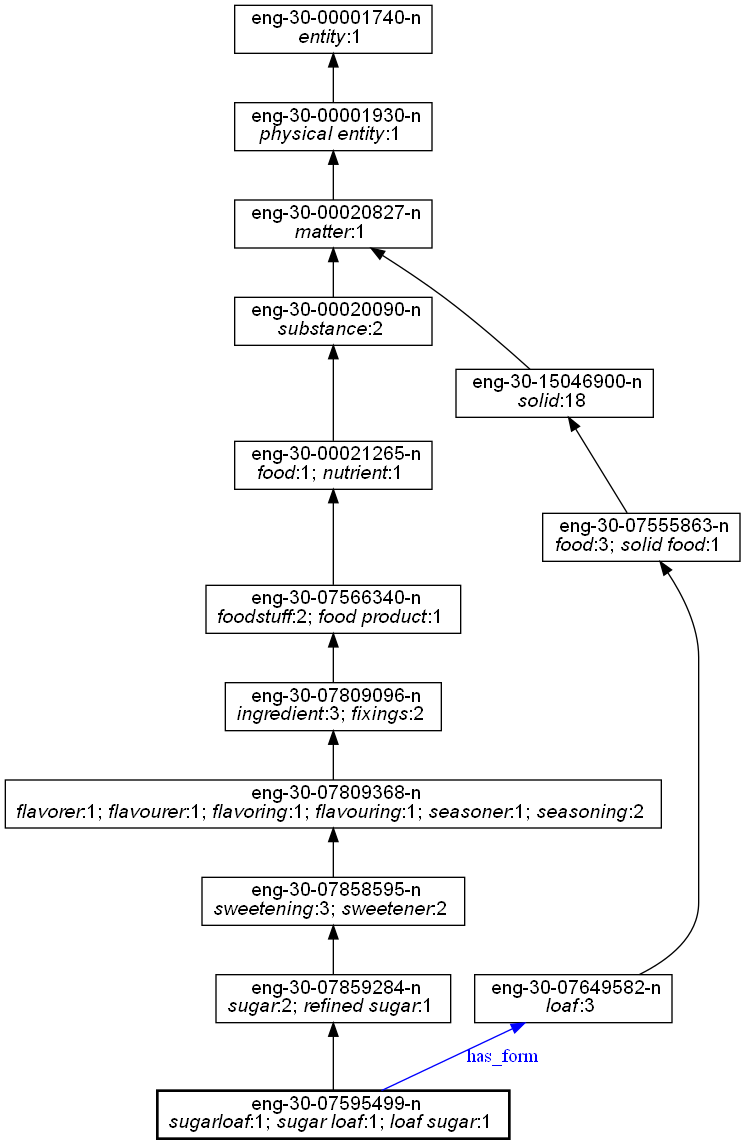 eng-30-00001740-n
entity:1
eng-30-00001930-n
physical entity:1
eng-30-00020827-n
matter:1
eng-30-00020090-n
substance:2
eng-30-15046900-n
solid:18
eng-30-00021265-n
food:1; nutrient:1
eng-30-07555863-n
food:3; solid food:1
eng-30-07566340-n
foodstuff:2; food product:1
eng-30-07809096-n
ingredient:3; fixings:2
eng-30-07809368-n
flavorer:1; flavourer:1; flavoring:1; flavouring:1; seasoner:1; seasoning:2
eng-30-07858595-n
sweetening:3; sweetener:2
eng-30-07859284-n
sugar:2; refined sugar:1
eng-30-07649582-n
loaf:3
has_form
eng-30-07595499-n
sugarloaf:1; sugar loaf:1; loaf sugar:1